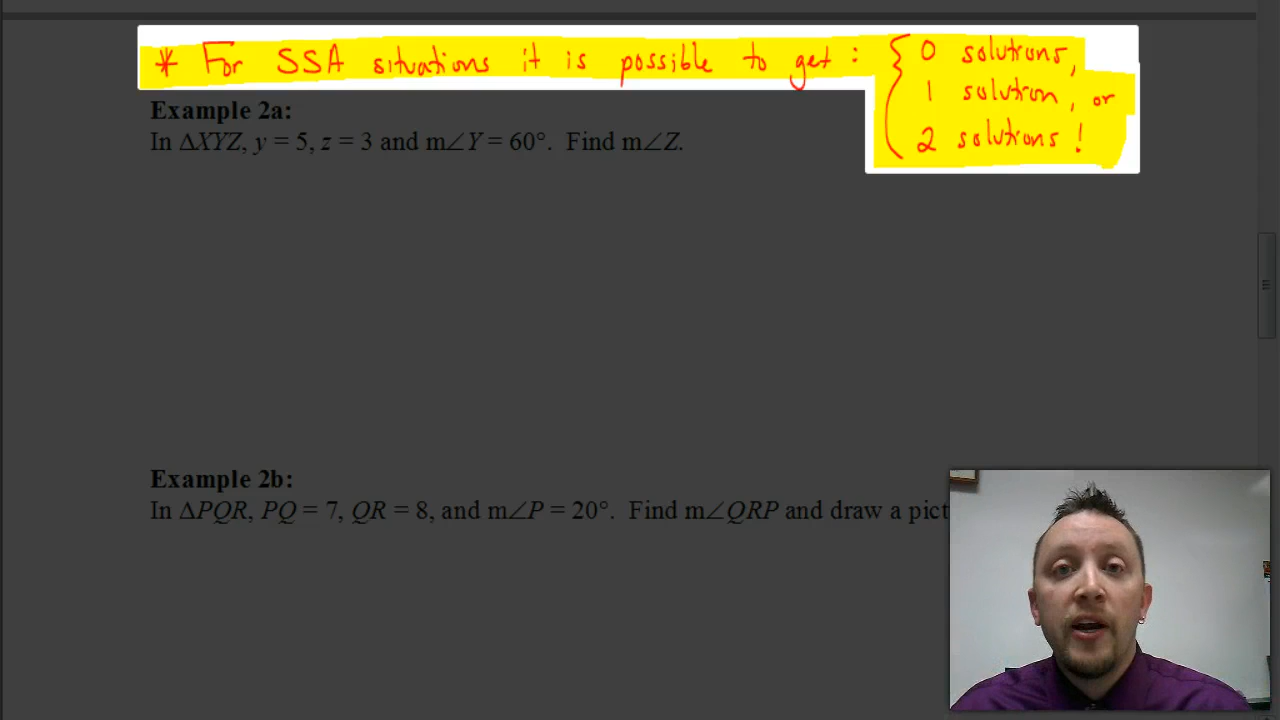 * For SSA situations it is possible to get : { 0 solutions,
1 solution, or
2 solutions !
Example 2a:
In ΔXYZ, y = 5, z = 3 and m∠Y = 60°. Find m∠Z.
Example 2b:
In ΔPQR, PQ = 7, QR = 8, and m∠P = 20°. Find m∠QRP and draw a